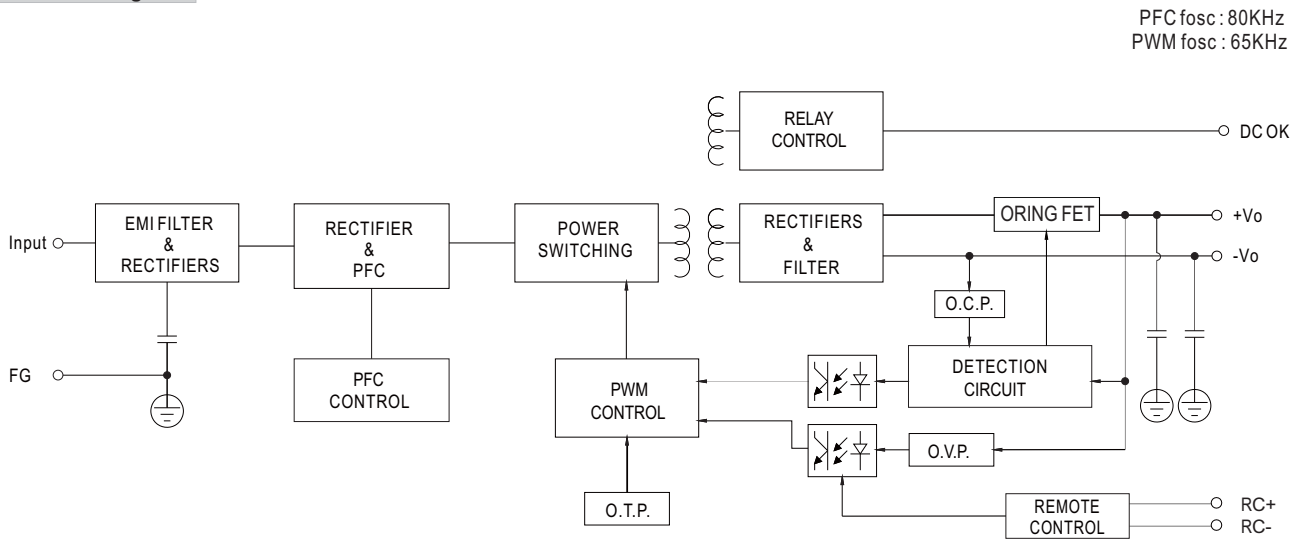 PFC fosc : 80KHz
PWM fosc : 65KHz
RELAY
CONTROL
DC OK
Input
EMI FILTER
&
RECTIFIERS
RECTIFIER
&
PFC
POWER
SWITCHING
RECTIFIERS
&
FILTER
ORING FET
+Vo
-Vo
O.C.P.
FG
PFC
CONTROL
PWM
CONTROL
DETECTION
CIRCUIT
O.V.P.
O.T.P.
REMOTE
CONTROL
RC+
RC-